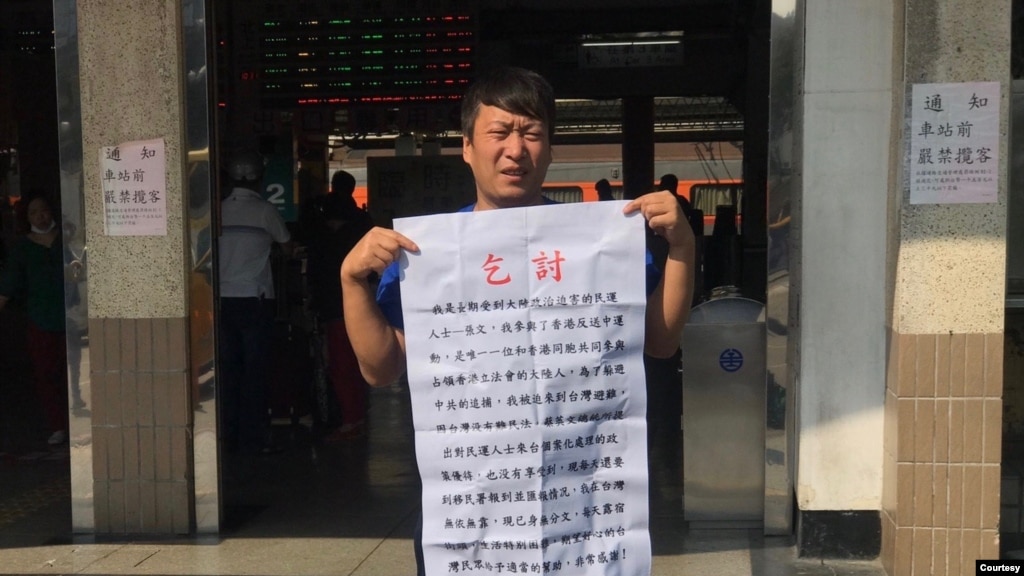 通 知
車站前
嚴禁攬客
2
時
通 知
車站前
嚴禁攬客
乞討
我是長期受到大陸政治迫害的民運
人士—張文,我參與了香港反送中運
動,是唯一一位和香港同胞共同參與
占領香港立法會的大陸人,為了躲避
中共的追捕,我被迫來到台灣避難,
因台灣沒有難民法,蔡英文總統所提
出對民運人士來台個案化處理的政
策優待,也没有享受到,現每天還要
到移民署報到並匯報情況,我在台灣
無依無靠,現已身無分文,每天露宿
街頭,生活特別困難,期望好心的台
灣民眾給予適當的幫助,非常感謝!
Courtesy